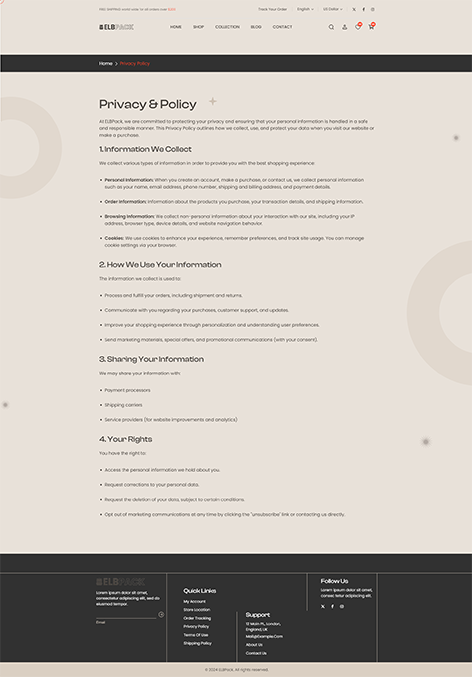 FREE SHIPPING world wide for all orders over $200
Track Your Order
English
US Dollar
ELBPACK
HOME
SHOP
COLLECTION
BLOG
CONTACT
Home > Privacy Policy
Privacy & Policy
At ELBPack, we are committed to protecting your privacy and ensuring that your personal information is handled in a safe
and responsible manner. This Privacy Policy outlines how we collect, use, and protect your data when you visit our website or
make a purchase.
1. Information We Collect
We collect various types of information in order to provide you with the best shopping experience:
• Personal Information: When you create an account, make a purchase, or contact us, we collect personal information
such as your name, email address, phone number, shipping and billing address, and payment details.
• Order Information: Information about the products you purchase, your transaction details, and shipping information.
• Browsing Information: We collect non-personal information about your interaction with our site, including your IP
address, browser type, device details, and website navigation behavior.
• Cookies: We use cookies to enhance your experience, remember preferences, and track site usage. You can manage
cookie settings via your browser.
2. How We Use Your Information
The information we collect is used to:
• Process and fulfill your orders, including shipment and returns.
• Communicate with you regarding your purchases, customer support, and updates.
• Improve your shopping experience through personalization and understanding user preferences.
• Send marketing materials, special offers, and promotional communications (with your consent).
3. Sharing Your Information
We may share your information with:
• Payment processors
• Shipping carriers
• Service providers (for website improvements and analytics)
4. Your Rights
You have the right to:
• Access the personal information we hold about you.
• Request corrections to your personal data.
• Request the deletion of your data, subject to certain conditions.
• Opt out of marketing communications at any time by clicking the "unsubscribe" link or contacting us directly.
ELBPACK
Lorem ipsum dolor sit amet,
consectetur adipiscing elit, sed do
eiusmod tempor.
Email
Quick Links
My Account
Store Location
Order Tracking
Privacy Policy
Terms Of Use
Shipping Policy
Support
12 Main Pl., London,
England, UK
Mail@Example.Com
About Us
Contact Us
Follow Us
Lorem ipsum dolor sit amet,
consec tetur adipiscing elit.
© 2024 ELBPack. All rights reserved.